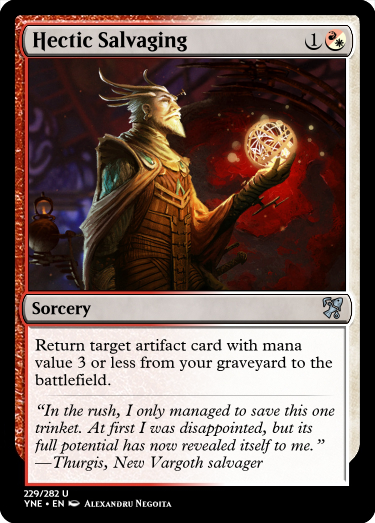 Hectic Salvaging 1
Sorcery
Return target artifact card with mana
value 3 or less from your graveyard to the
battlefield.
“In the rush, I only managed to save this one
trinket. At first I was disappointed, but its
full potential has now revealed itself to me.”
—Thurgis, New Vargoth salvager
229/282 U
YNE • EN Alexandru Negoita